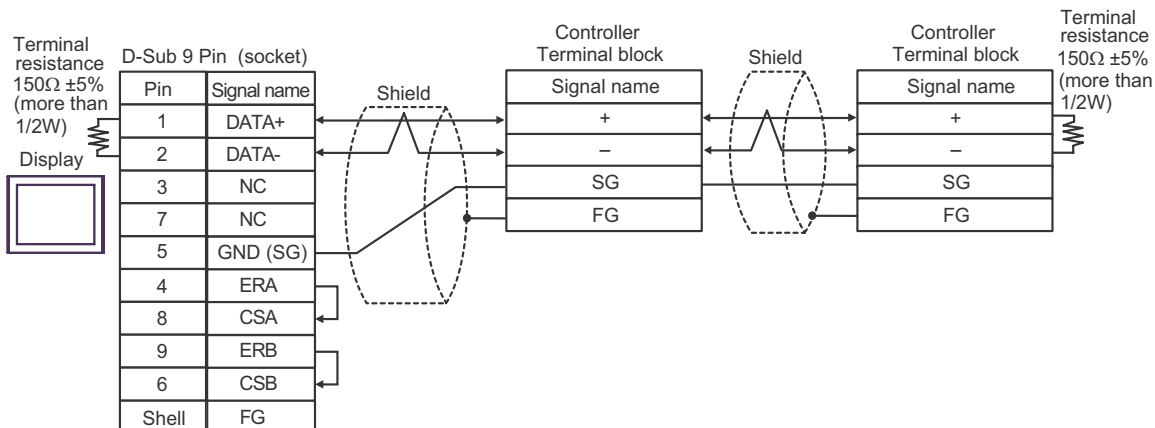 Terminal
resistance
150Ω ±5%
(more than
1/2W)
Display
D-Sub 9 Pin (socket)
Pin Signal name
1 DATA+
2 DATA-
3 NC
7 NC
5 GND (SG)
4 ERA
8 CSA
9 ERB
6 CSB
Shell FG
Shield
Controller
Terminal block
Signal name
+
–
SG
FG
Shield
Controller
Terminal block
Signal name
+
–
SG
FG
Terminal
resistance
150Ω ±5%
(more than
1/2W)